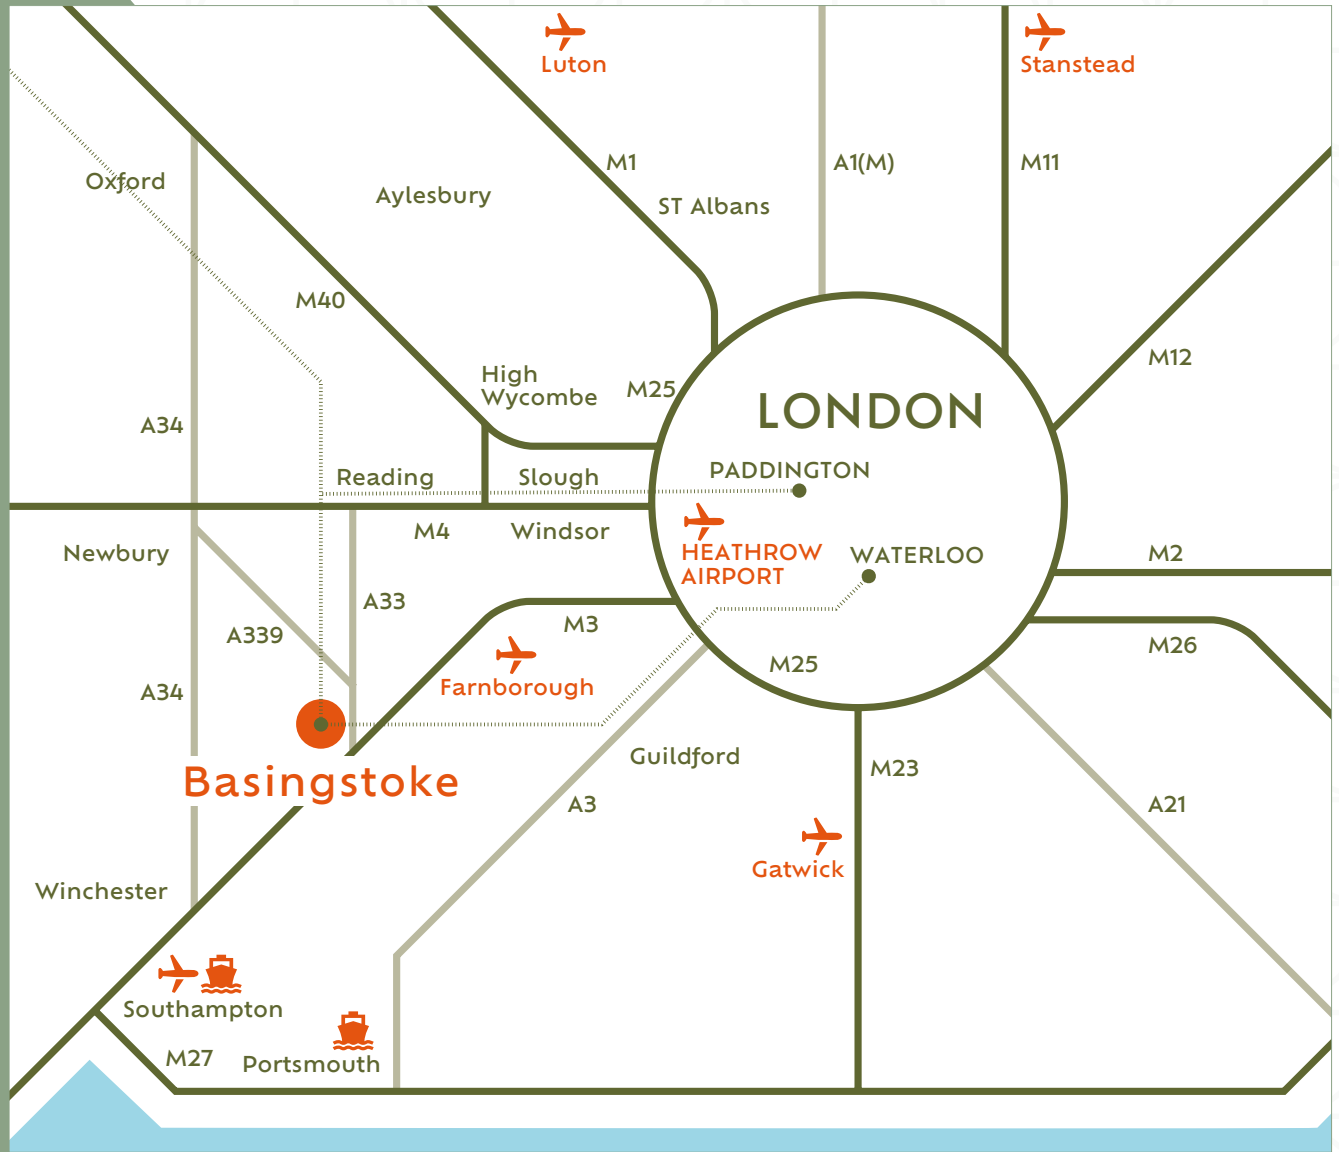 Luton
Stanstead
M1
A1(M)
M11
Oxford
Aylesbury
ST Albans
M40
M12
High
Wycombe
M25
LONDON
A34
PADDINGTON
Reading
Slough
M4
Windsor
HEATHROW
AIRPORT
WATERLOO
Newbury
M2
A33
M3
A339
M26
M25
Farnborough
A34
Guildford
M23
Basingstoke
A3
A21
Gatwick
Winchester
Southampton
M27
Portsmouth